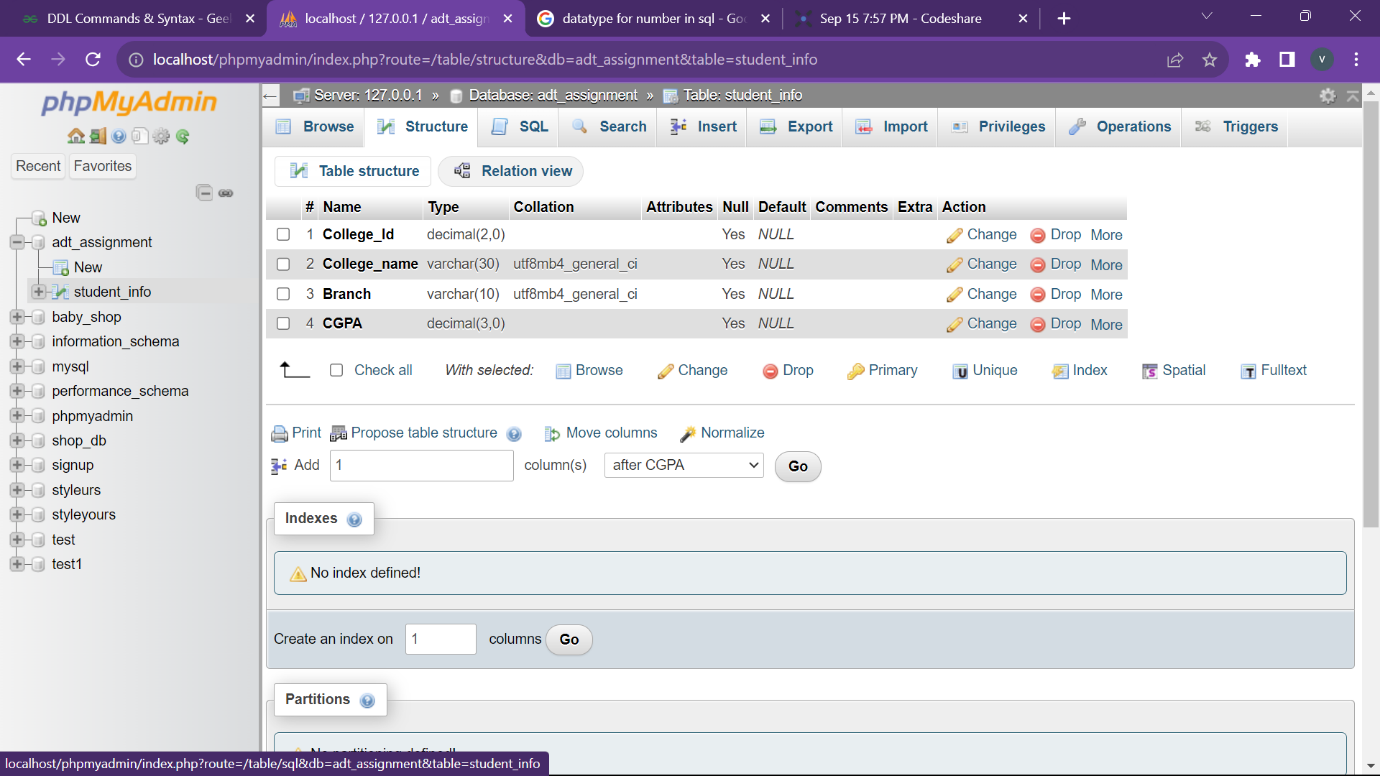 DDL Commands & Syntax - Geel
localhost / 127.0.0.1 / adt_assign
datatype for number in sql - Goo
Sep 15 7:57 PM - Codeshare
localhost/phpmyadmin/index.php?route=/table/structure&db=adt_assignment&table=student_info
V
phpMyAdmin
Recent Favorites
New
adt_assignment
New
student_info
baby_shop
information_schema
mysql
performance_schema
phpmyadmin
shop_db
signup
styleurs
styleyours
test
test1
Server: 127.0.0.1 » Database: adt_assignment » Table: student_info
Browse Structure SQL Search Insert Export Import Privileges Operations Triggers
Table structure Relation view
# Name Type Collation Attributes Null Default Comments Extra Action
1 College_Id decimal(2,0) Yes NULL Change Drop More
2 College_name varchar(30) utf8mb4_general_ci Yes NULL Change Drop More
3 Branch varchar(10) utf8mb4_general_ci Yes NULL Change Drop More
4 CGPA decimal(3,0) Yes NULL Change Drop More
Check all With selected: Browse Change Drop Primary Unique Index Spatial Fulltext
Print Propose table structure Move columns Normalize
Add 1 column(s) after CGPA Go
Indexes
No index defined!
Create an index on 1 columns Go
Partitions
No partitioning defined!
localhost/phpmyadmin/index.php?route=/table/sql&db=adt_assignment&table=student_info